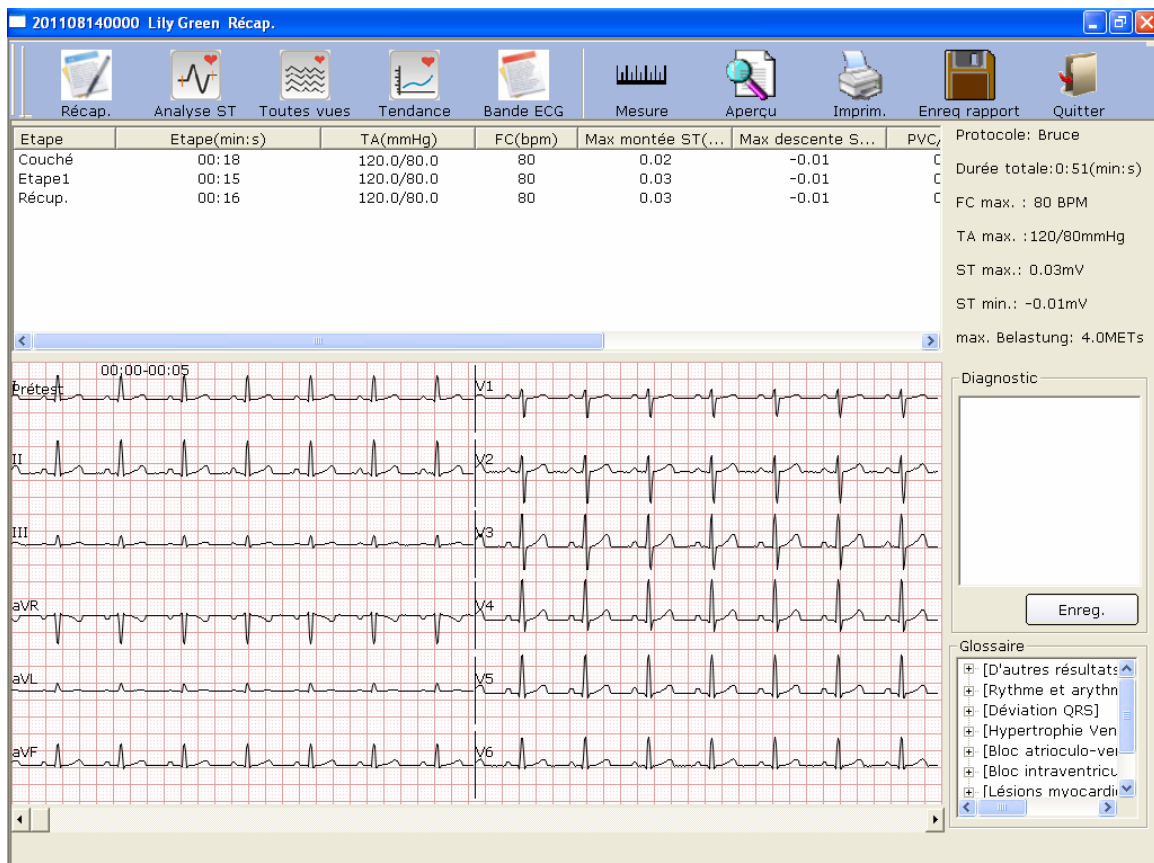 201108140000 Lily Green Récap.
Récap. Analyse ST Toutes vues Tendance Bande ECG Mesure Aperçu Imprim. Enreq rapport Quitter
Etape Etape(min:s) TA(mmHg) FC(bpm) Max montée ST(... Max descente S... PVC/
Couché 00:18 120.0/80.0 80 0.02 -0.01
Etape1 00:15 120.0/80.0 80 0.03 -0.01
Récup. 00:16 120.0/80.0 80 0.03 -0.01
Protocole: Bruce
Durée totale:0:51(min:s)
FC max. : 80 BPM
TA max. :120/80mmHg
ST max.: 0.03mV
ST min.: -0.01mV
max. Belastung: 4.0METs
00:00-00:05
Prétest
I
II
III
aVR
aVL
aVF
V1
V2
V3
V4
V5
V6
Diagnostic
Enreg.
Glossaire
[D'autres résultats
[Rythme et arythn
[Déviation QRS]
[Hypertrophie Ven
[Bloc atrioculo-ve
[Bloc intraventricu
[Lésions myocardi